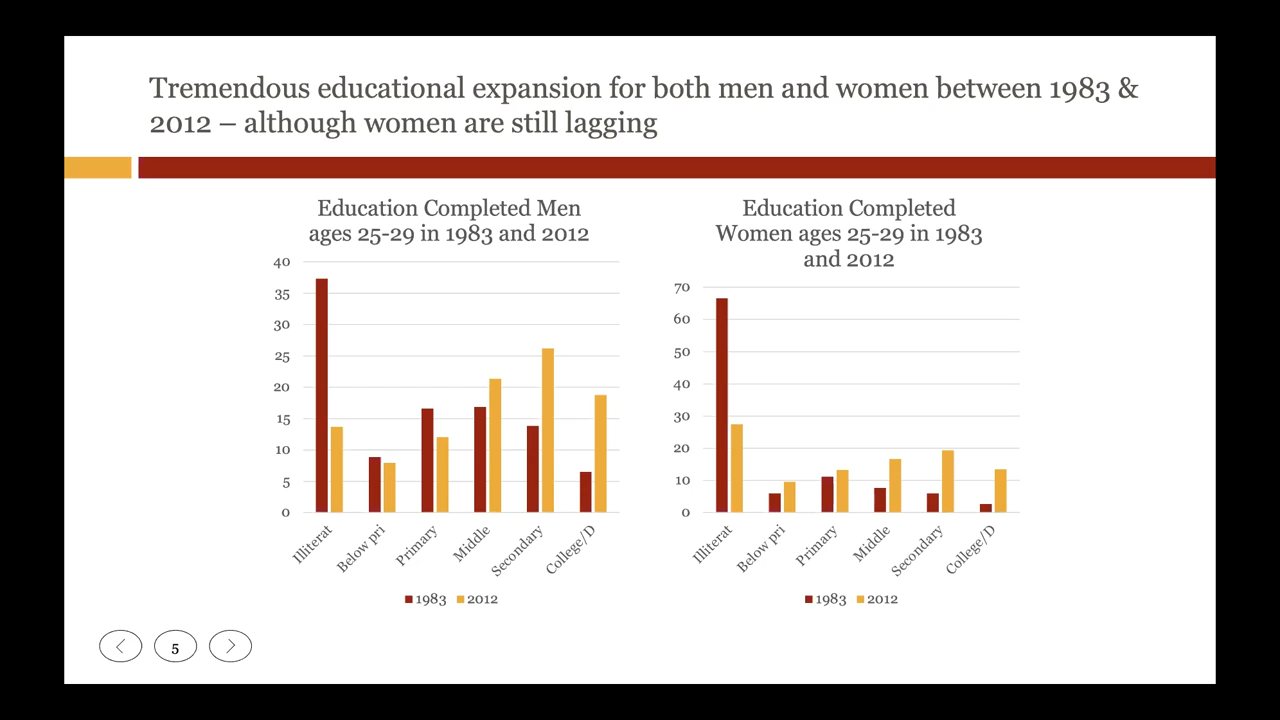 Tremendous educational expansion for both men and women between 1983 &
2012 – although women are still lagging
Education Completed Men
ages 25-29 in 1983 and 2012
40
35
30
25
20
15
10
5
0
Illiterat
Below pri
Primary
Middle
Secondary
College/D
1983
2012
Education Completed
Women ages 25-29 in 1983
and 2012
70
60
50
40
30
20
10
0
Illiterat
Below pri
Primary
Middle
Secondary
College/D
1983
2012
5